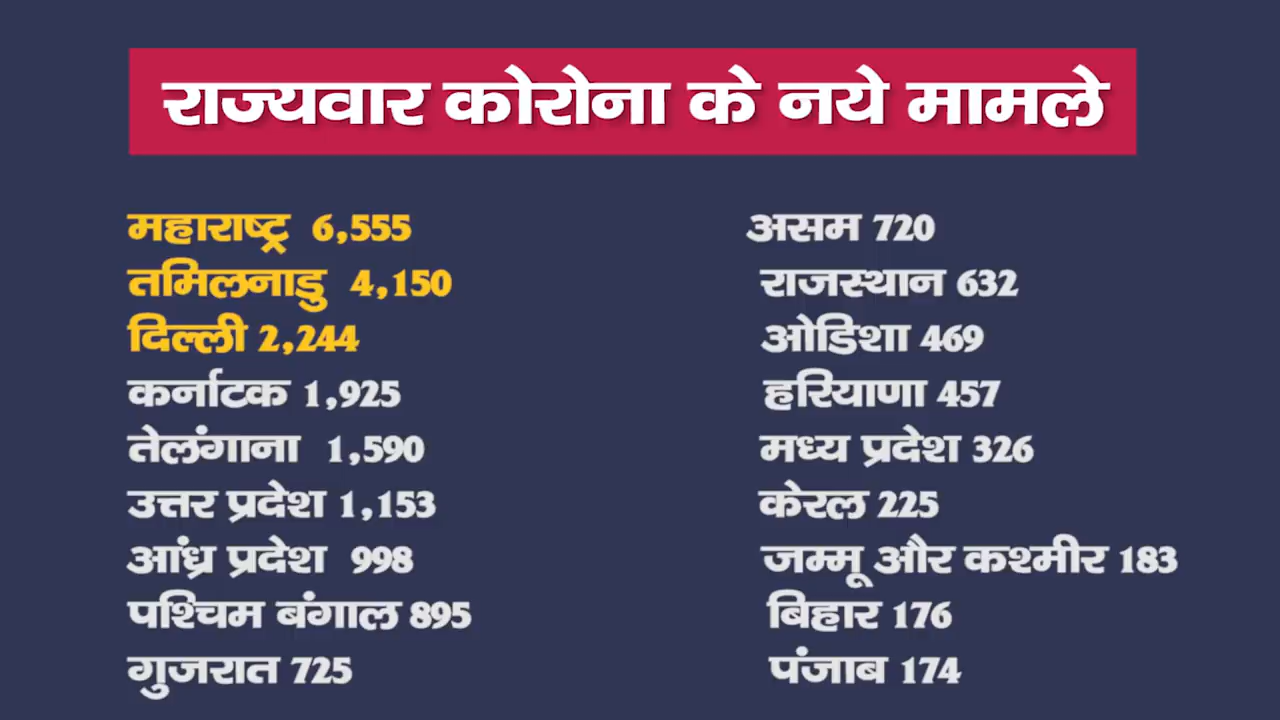 राज्यवार कोरोना के नये मामले
महाराष्ट्र 6,555
तमिलनाडु 4,150
दिल्ली 2,244
कर्नाटक 1,925
तेलंगाना 1,590
उत्तर प्रदेश 1,153
आंध्र प्रदेश 998
पश्चिम बंगाल 895
गुजरात 725
असम 720
राजस्थान 632
ओडिशा 469
हरियाणा 457
मध्य प्रदेश 326
केरल 225
जम्मू और कश्मीर 183
बिहार 176
पंजाब 174